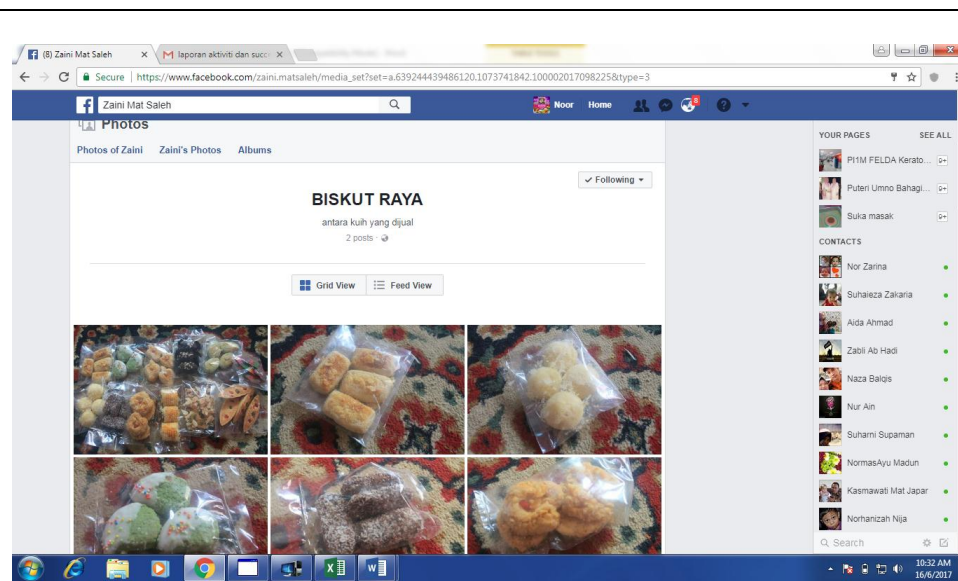 (8) Zaini Mat Saleh
laporan aktiviti dan succ
Secure | https://www.facebook.com/zaini.matsaleh/media_set?set=a.639244439486120.1073741842.100002017098225&type=3
Zaini Mat Saleh
Noor Home
8
Photos
Photos of Zaini Zaini's Photos Albums
Following
BISKUT RAYA
antara kuih yang dijual
2 posts ·
Grid View Feed View
YOUR PAGES SEE ALL
PI1M FELDA Kerato... 9+
Puteri Umno Bahagi... 9+
Suka masak 9+
CONTACTS
Nor Zarina
Suhaieza Zakaria
Aida Ahmad
Zabli Ab Hadi
Naza Balqis
Nur Ain
Suharni Supaman
NormasAyu Madun
Kasmawati Mat Japar
Norhanizah Nija
Search
10:32 AM
16/6/2017